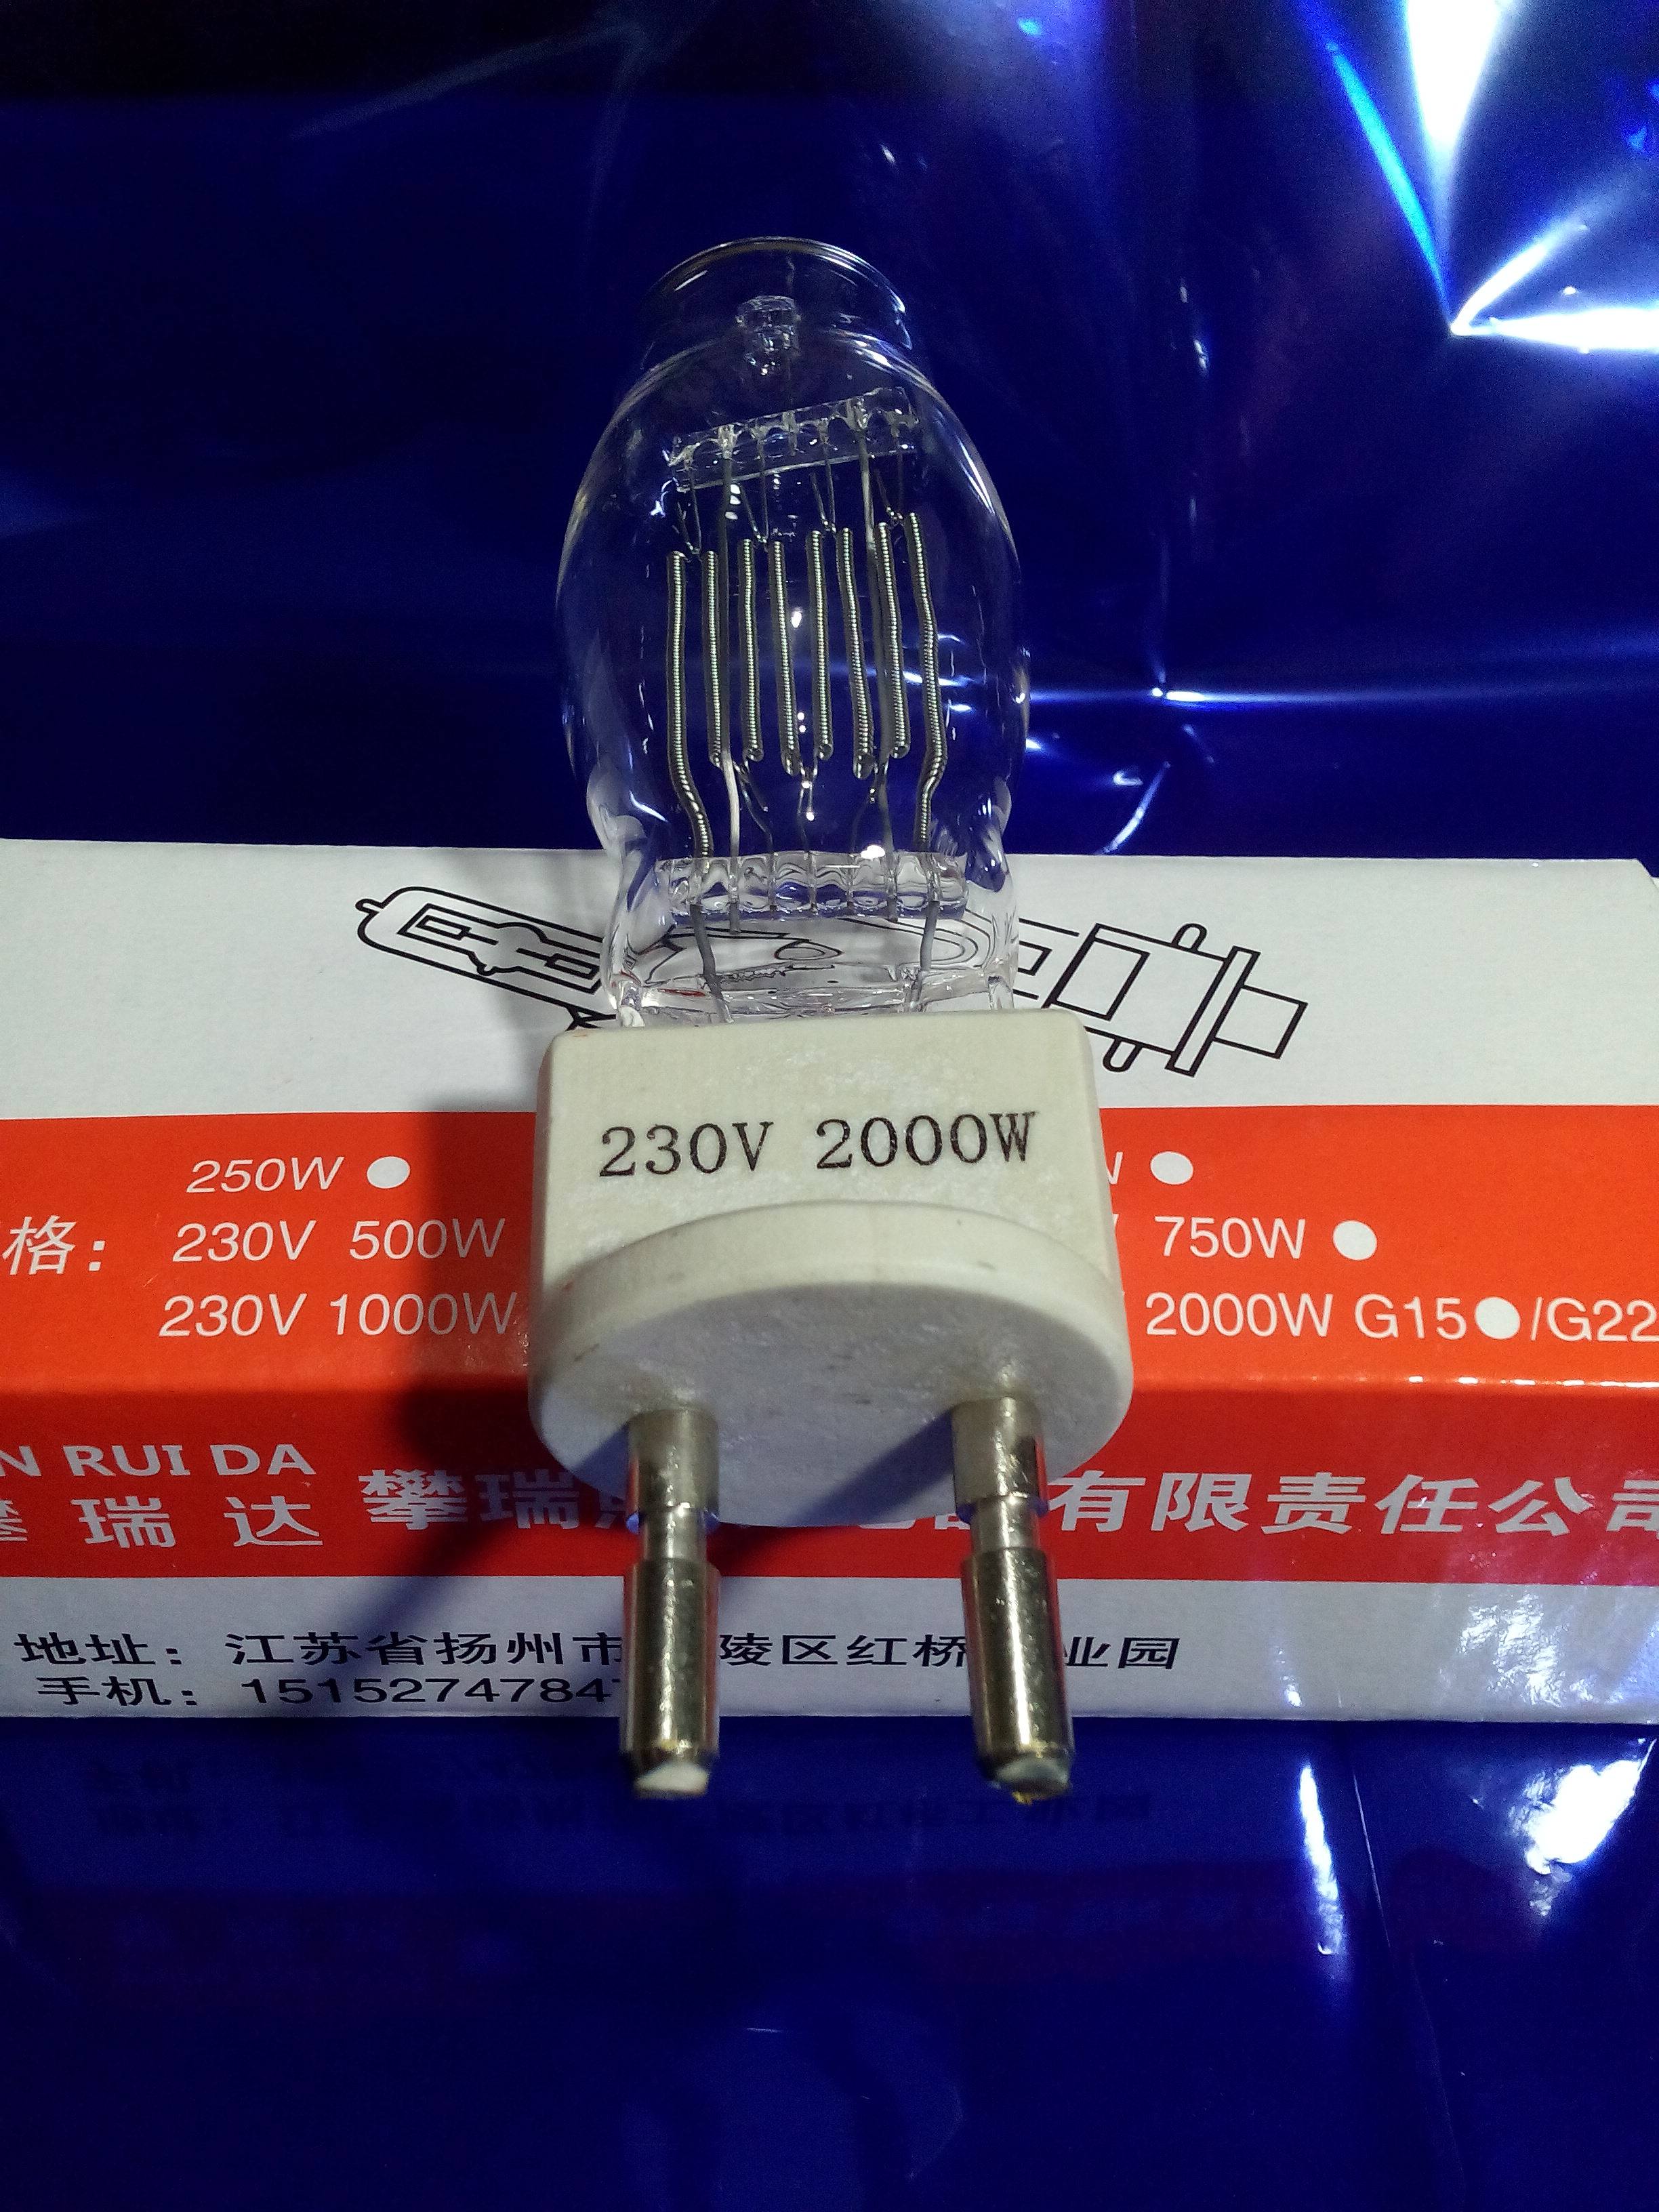 230V 2000W
250W
格:
230V 500W
750W
230V 1000W
2000W G15 /G22
RUI DA
瑞 达
攀瑞
有限责任公司
地址: 江苏省扬州市 陵区红桥 业园
手机: 1515274784